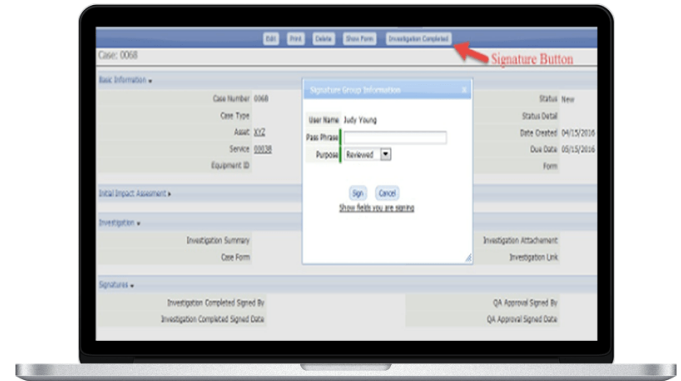 Edit Print Delete Show Form Investigation Completed
Signature Button
Case: 0068
Basic Information
Case Number 0068
Case Type
Asset XYZ
Service 00038
Equipment ID
Status New
Status Detail
Date Created 04/15/2016
Due Date 05/15/2016
Form
Signature Group Information x
User Name Judy Young
Pass Phrase
Purpose Reviewed
Sign Cancel
Show fields you are signing
Initial Impact Assesment
Investigation
Investigation Summary
Case Form
Investigation Attachement
Investigation Link
Signatures
Investigation Completed Signed By
Investigation Completed Signed Date
QA Approval Signed By
QA Approval Signed Date